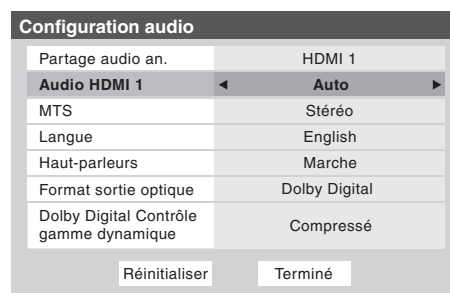 Configuration audio
Partage audio an. HDMI 1
Audio HDMI 1 ◀ Auto ▶
MTS Stéréo
Langue English
Haut-parleurs Marche
Format sortie optique Dolby Digital
Dolby Digital Contrôle
gamme dynamique Compressé
Réinitialiser Terminé